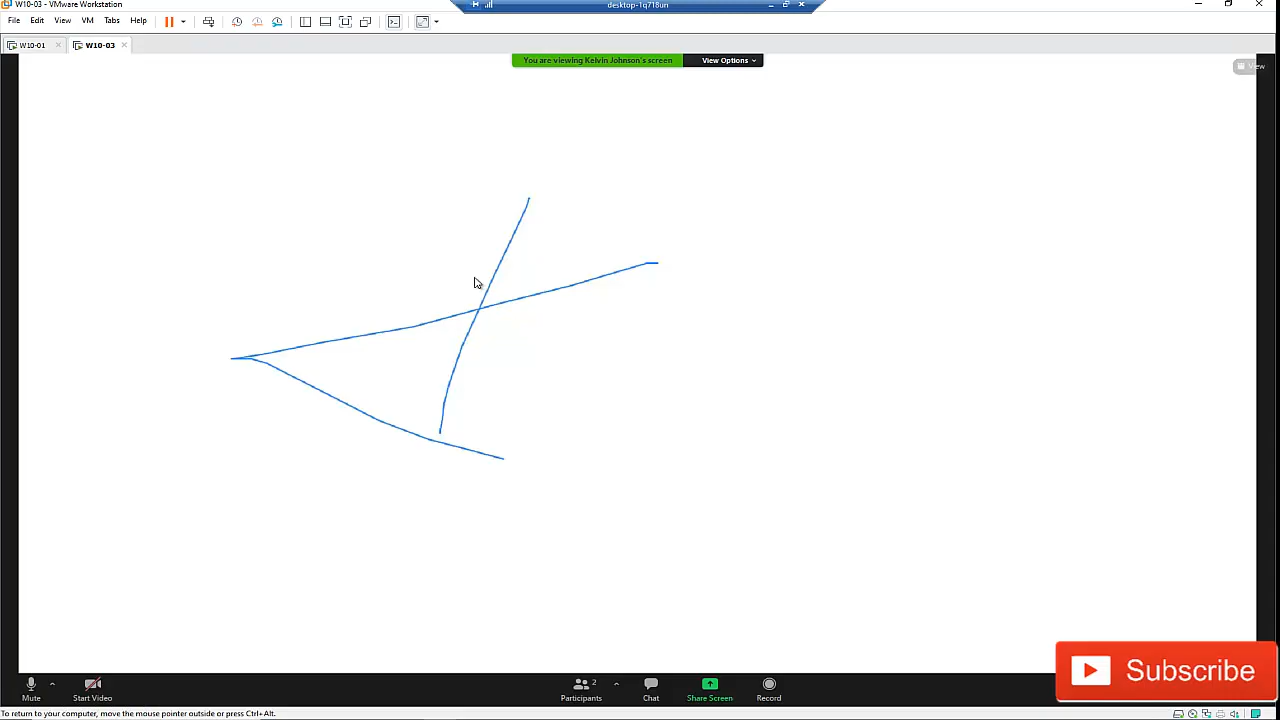 W10-03 - VMware Workstation
desktop-1q718un
File Edit View VM Tabs Help
W10-01
W10-03
You are viewing Kelvin Johnson's screen
View Options
View
Mute
Start Video
Participants
2
Chat
Share Screen
Record
Subscribe
To return to your computer, move the mouse pointer outside or press Ctrl+Alt.